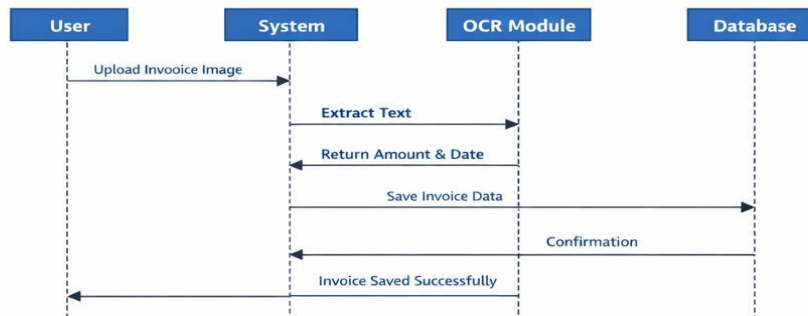 User
System
OCR Module
Database
Upload Invooice Image
Extract Text
Return Amount & Date
Save Invoice Data
Confirmation
Invoice Saved Successfully